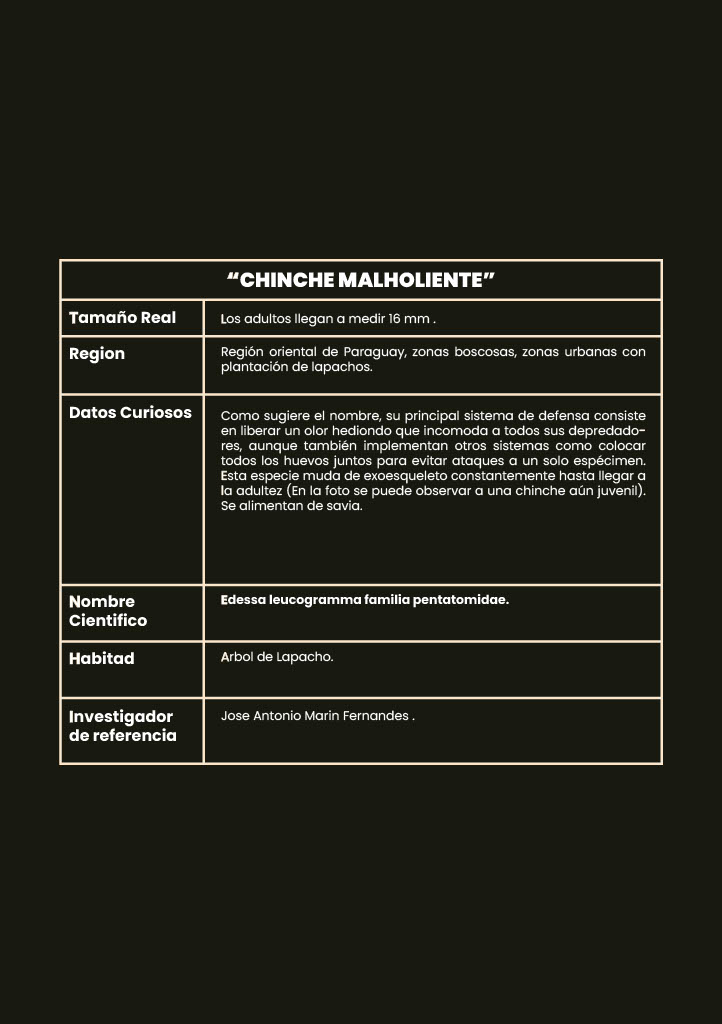 “CHINCHE MALHOLIENTE”
Tamaño Real
Los adultos llegan a medir 16 mm .
Region
Región oriental de Paraguay, zonas boscosas, zonas urbanas con
plantación de lapachos.
Datos Curiosos
Como sugiere el nombre, su principal sistema de defensa consiste
en liberar un olor hediondo que incomoda a todos sus depredado-
res, aunque también implementan otros sistemas como colocar
todos los huevos juntos para evitar ataques a un solo espécimen.
Esta especie muda de exoesqueleto constantemente hasta llegar a
la adultez (En la foto se puede observar a una chinche aún juvenil).
Se alimentan de savia.
Nombre
Cientifico
Edessa leucogramma familia pentatomidae.
Habitad
Arbol de Lapacho.
Investigador
de referencia
Jose Antonio Marin Fernandes .